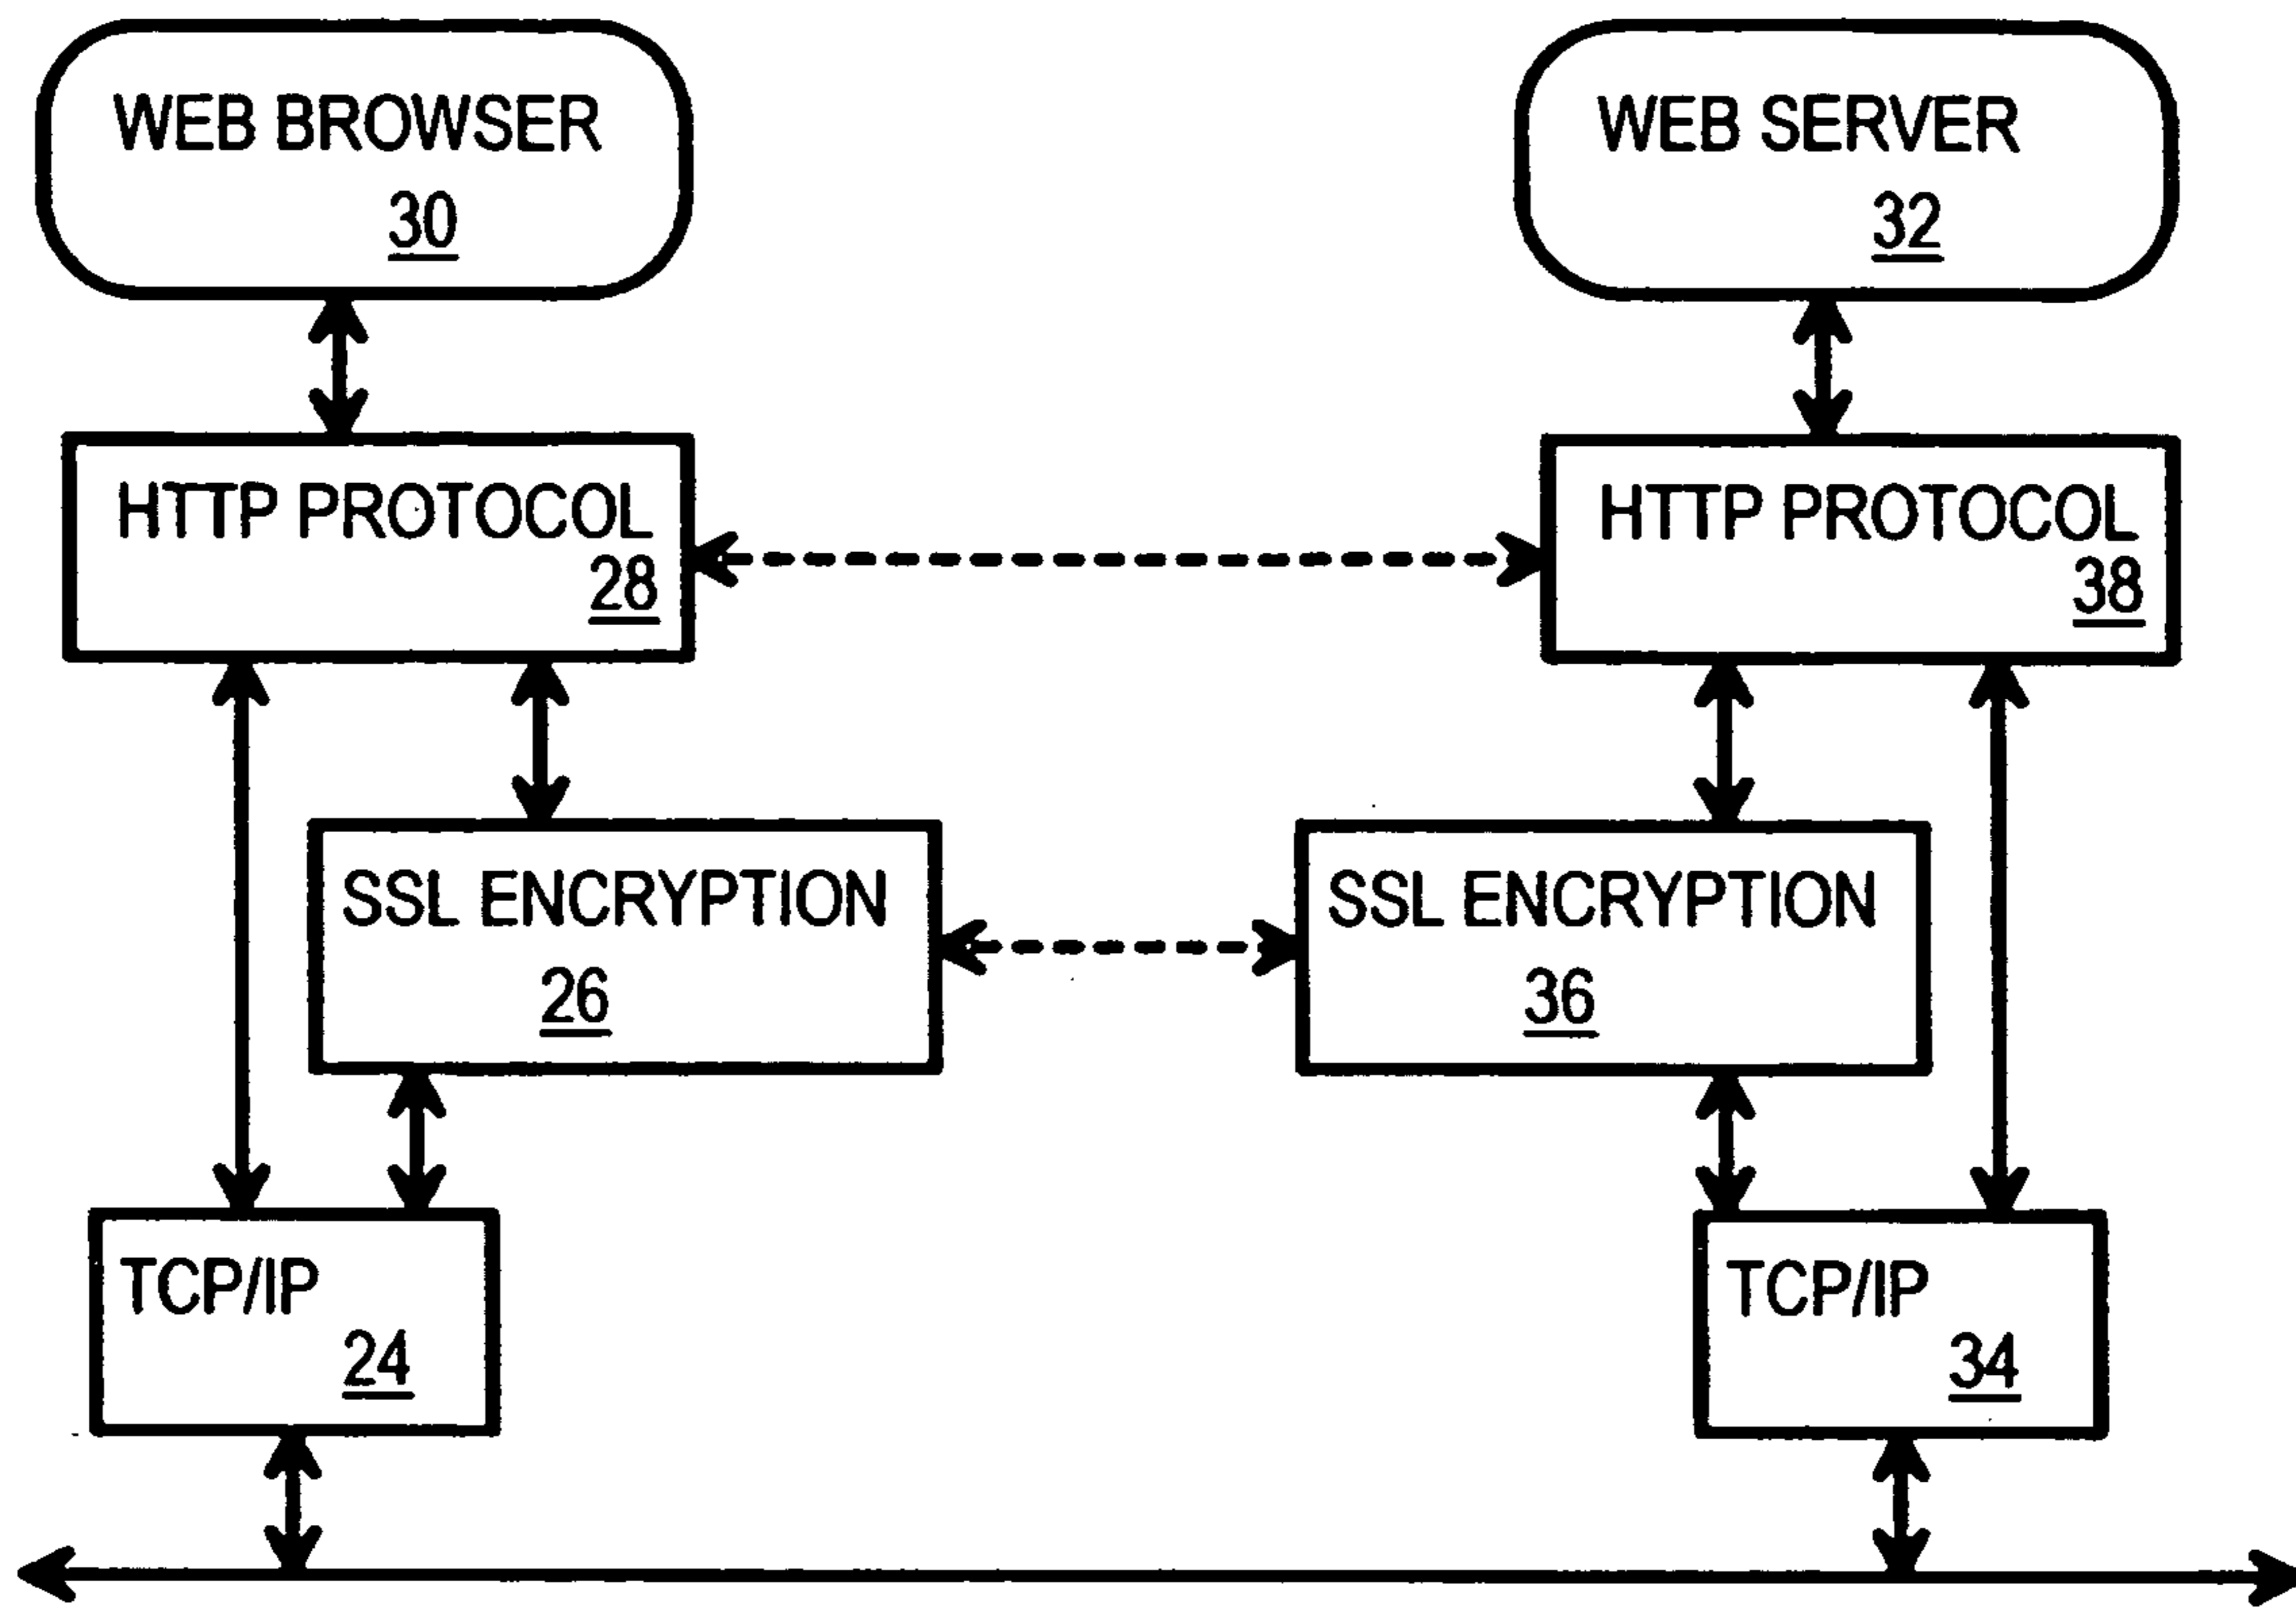 WEB BROWSER
30
WEB SERVER
32
HTTP PROTOCOL
28
HTTP PROTOCOL
38
SSL ENCRYPTION
26
SSL ENCRYPTION
36
TCP/IP
24
TCP/IP
34